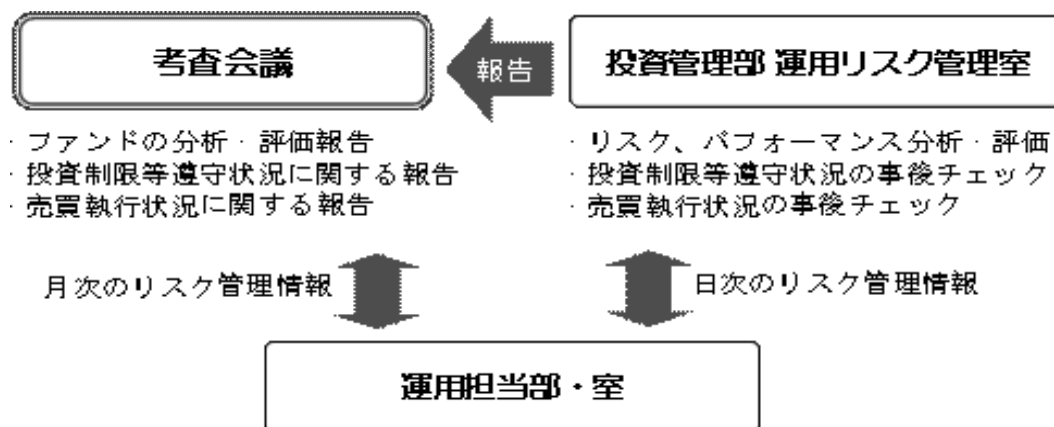 考査会議
報告
投資管理部 運用リスク管理室
· ファンドの分析・評価報告
· 投資制限等遵守状況に関する報告
· 売買執行状況に関する報告
· リスク、パフォーマンス分析・評価
· 投資制限等遵守状況の事後チェック
· 売買執行状況の事後チェック
月次のリスク管理情報
日次のリスク管理情報
運用担当部・室